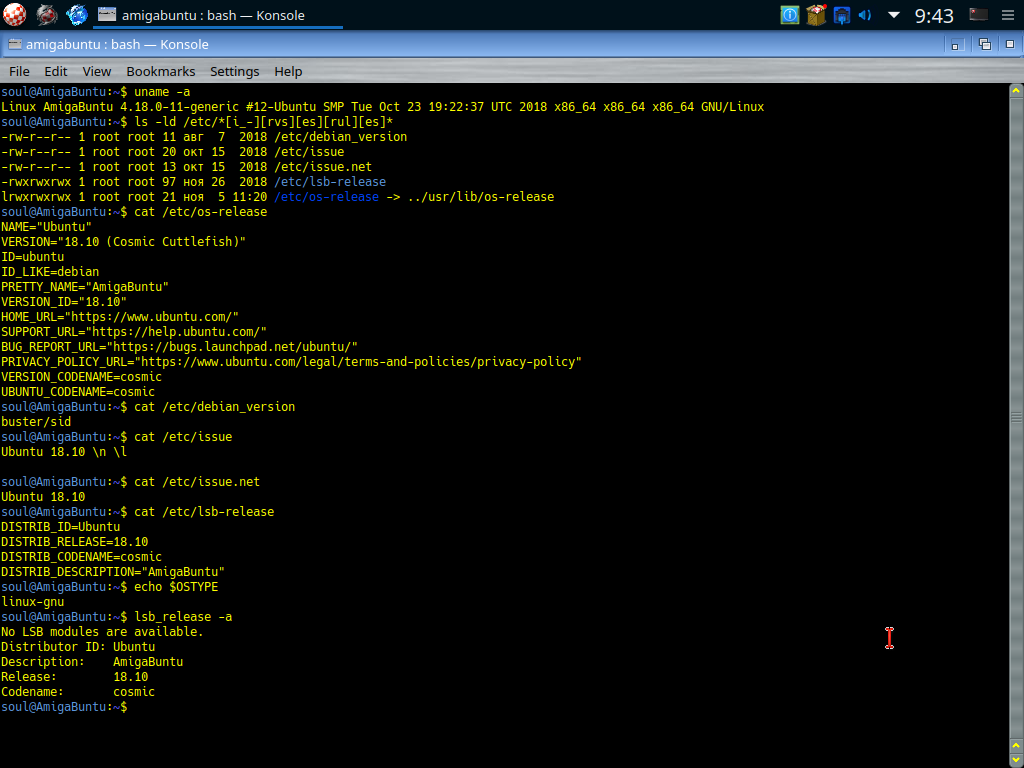 amigabuntu : bash — Konsole
9:43
amigabuntu : bash — Konsole
File Edit View Bookmarks Settings Help
soul@AmigaBuntu:~$ uname -a
Linux AmigaBuntu 4.18.0-11-generic #12-Ubuntu SMP Tue Oct 23 19:22:37 UTC 2018 x86_64 x86_64 x86_64 GNU/Linux
soul@AmigaBuntu:~$ ls -ld /etc/*[i_-][rvs][es][rul][es]*
-rw-r--r-- 1 root root 11 авг  7  2018 /etc/debian_version
-rw-r--r-- 1 root root 20 окт 15  2018 /etc/issue
-rw-r--r-- 1 root root 13 окт 15  2018 /etc/issue.net
-rwxrwxrwx 1 root root 97 ноя 26  2018 /etc/lsb-release
lrwxrwxrwx 1 root root 21 ноя  5 11:20 /etc/os-release -> ../usr/lib/os-release
soul@AmigaBuntu:~$ cat /etc/os-release
NAME="Ubuntu"
VERSION="18.10 (Cosmic Cuttlefish)"
ID=ubuntu
ID_LIKE=debian
PRETTY_NAME="AmigaBuntu"
VERSION_ID="18.10"
HOME_URL="https://www.ubuntu.com/"
SUPPORT_URL="https://help.ubuntu.com/"
BUG_REPORT_URL="https://bugs.launchpad.net/ubuntu/"
PRIVACY_POLICY_URL="https://www.ubuntu.com/legal/terms-and-policies/privacy-policy"
VERSION_CODENAME=cosmic
UBUNTU_CODENAME=cosmic
soul@AmigaBuntu:~$ cat /etc/debian_version
buster/sid
soul@AmigaBuntu:~$ cat /etc/issue
Ubuntu 18.10 \n \l
soul@AmigaBuntu:~$ cat /etc/issue.net
Ubuntu 18.10
soul@AmigaBuntu:~$ cat /etc/lsb-release
DISTRIB_ID=Ubuntu
DISTRIB_RELEASE=18.10
DISTRIB_CODENAME=cosmic
DISTRIB_DESCRIPTION="AmigaBuntu"
soul@AmigaBuntu:~$ echo $OSTYPE
linux-gnu
soul@AmigaBuntu:~$ lsb_release -a
No LSB modules are available.
Distributor ID: Ubuntu
Description:    AmigaBuntu
Release:        18.10
Codename:       cosmic
soul@AmigaBuntu:~$